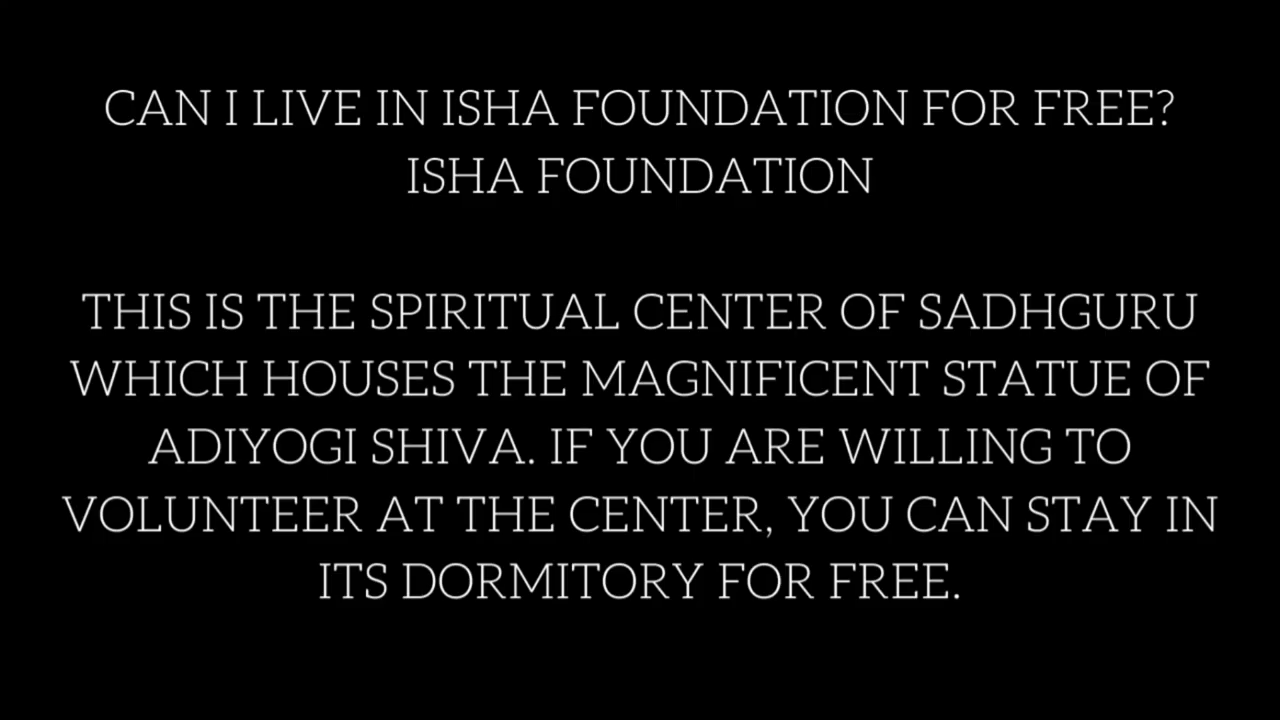 CAN I LIVE IN ISHA FOUNDATION FOR FREE?
ISHA FOUNDATION
THIS IS THE SPIRITUAL CENTER OF SADHGURU
WHICH HOUSES THE MAGNIFICENT STATUE OF
ADIYOGI SHIVA. IF YOU ARE WILLING TO
VOLUNTEER AT THE CENTER, YOU CAN STAY IN
ITS DORMITORY FOR FREE.